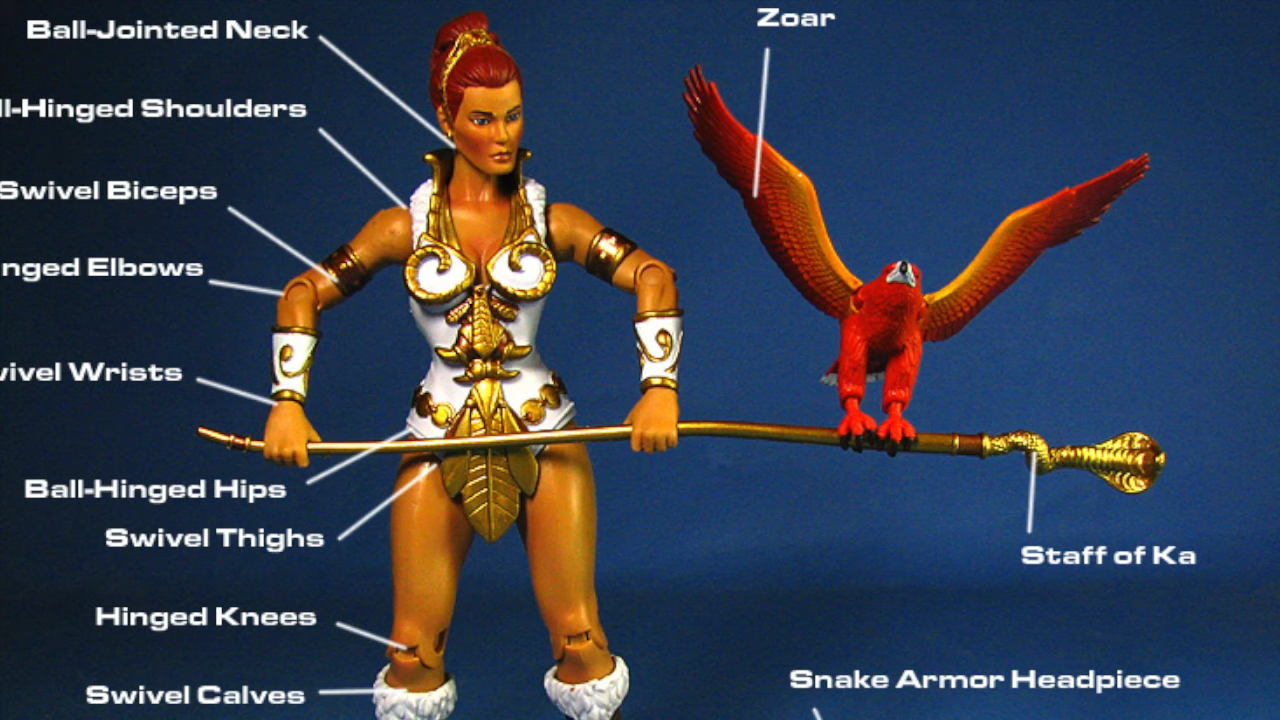 Ball-Jointed Neck
Zoar
ll-Hinged Shoulders
Swivel Biceps
nged Elbows
ivel Wrists
Ball-Hinged Hips
Swivel Thighs
Staff of Ka
Hinged Knees
Snake Armor Headpiece
Swivel Calves